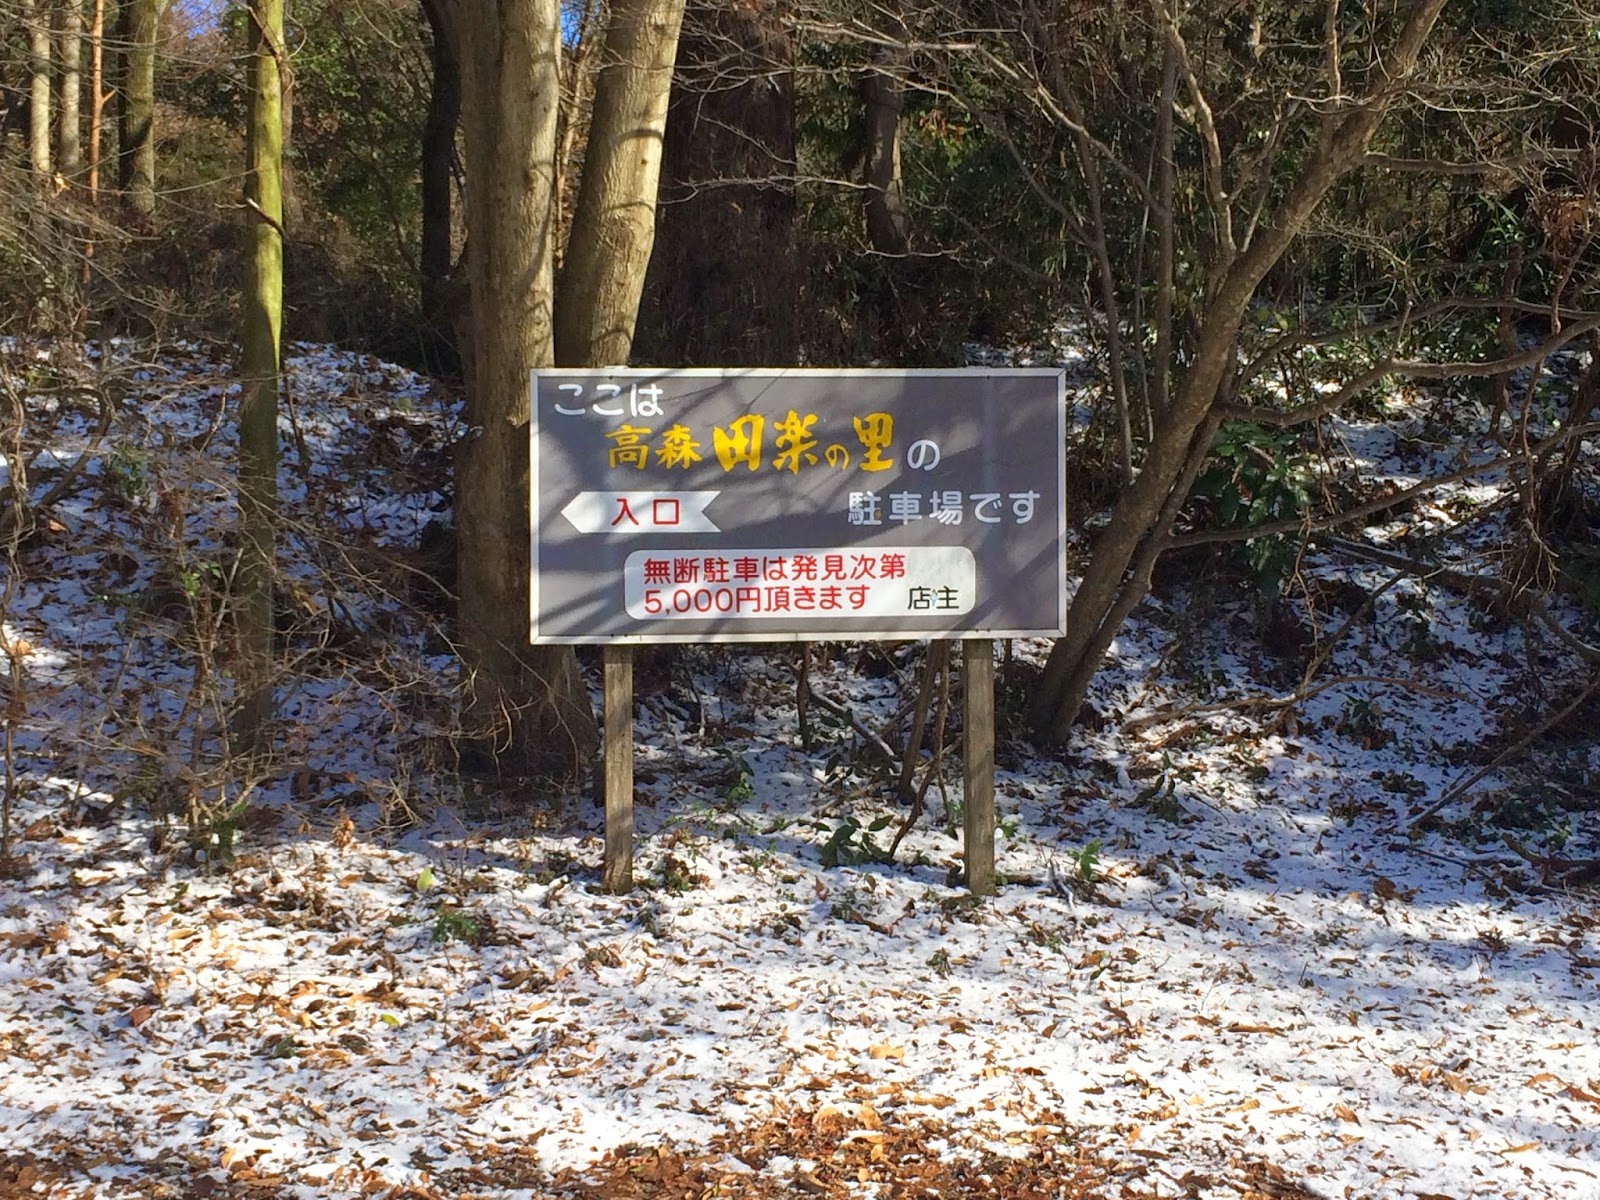 ここは
高森田楽の里の
駐車場です
入口
無断駐車は発見次第
5,000円頂きます 店主